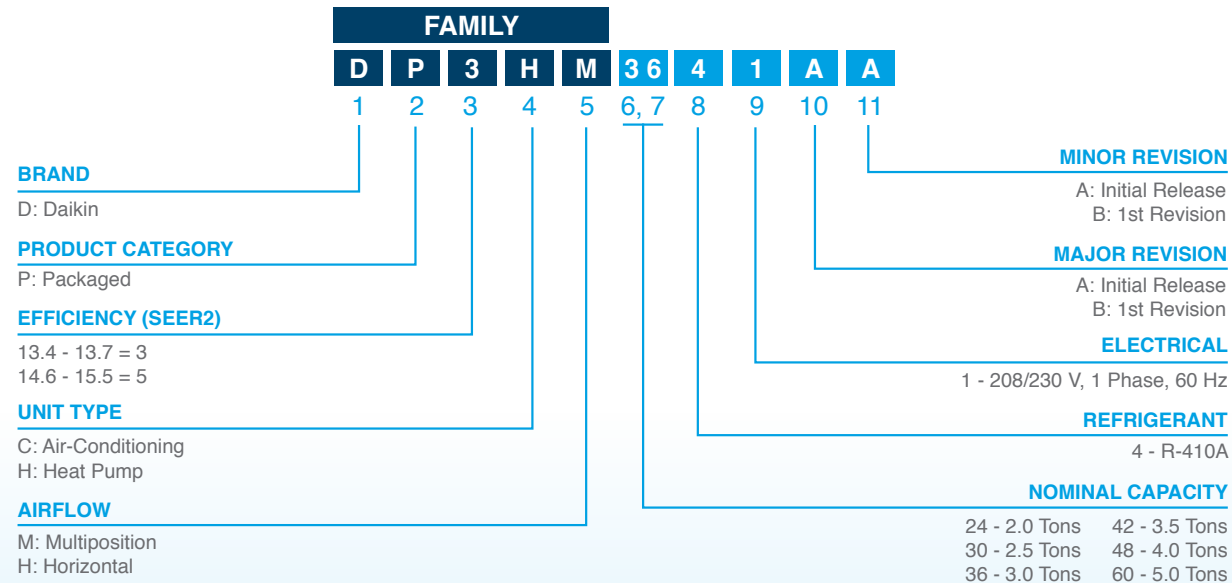 FAMILY
D P 3 H M 3 6 4 1 A A
1 2 3 4 5 6, 7 8 9 10 11
BRAND
D: Daikin
PRODUCT CATEGORY
P: Packaged
EFFICIENCY (SEER2)
13.4 - 13.7 = 3
14.6 - 15.5 = 5
UNIT TYPE
C: Air-Conditioning
H: Heat Pump
AIRFLOW
M: Multiposition
H: Horizontal
MINOR REVISION
A: Initial Release
B: 1st Revision
MAJOR REVISION
A: Initial Release
B: 1st Revision
ELECTRICAL
1 - 208/230 V, 1 Phase, 60 Hz
REFRIGERANT
4 - R-410A
NOMINAL CAPACITY
24 - 2.0 Tons 42 - 3.5 Tons
30 - 2.5 Tons 48 - 4.0 Tons
36 - 3.0 Tons 60 - 5.0 Tons